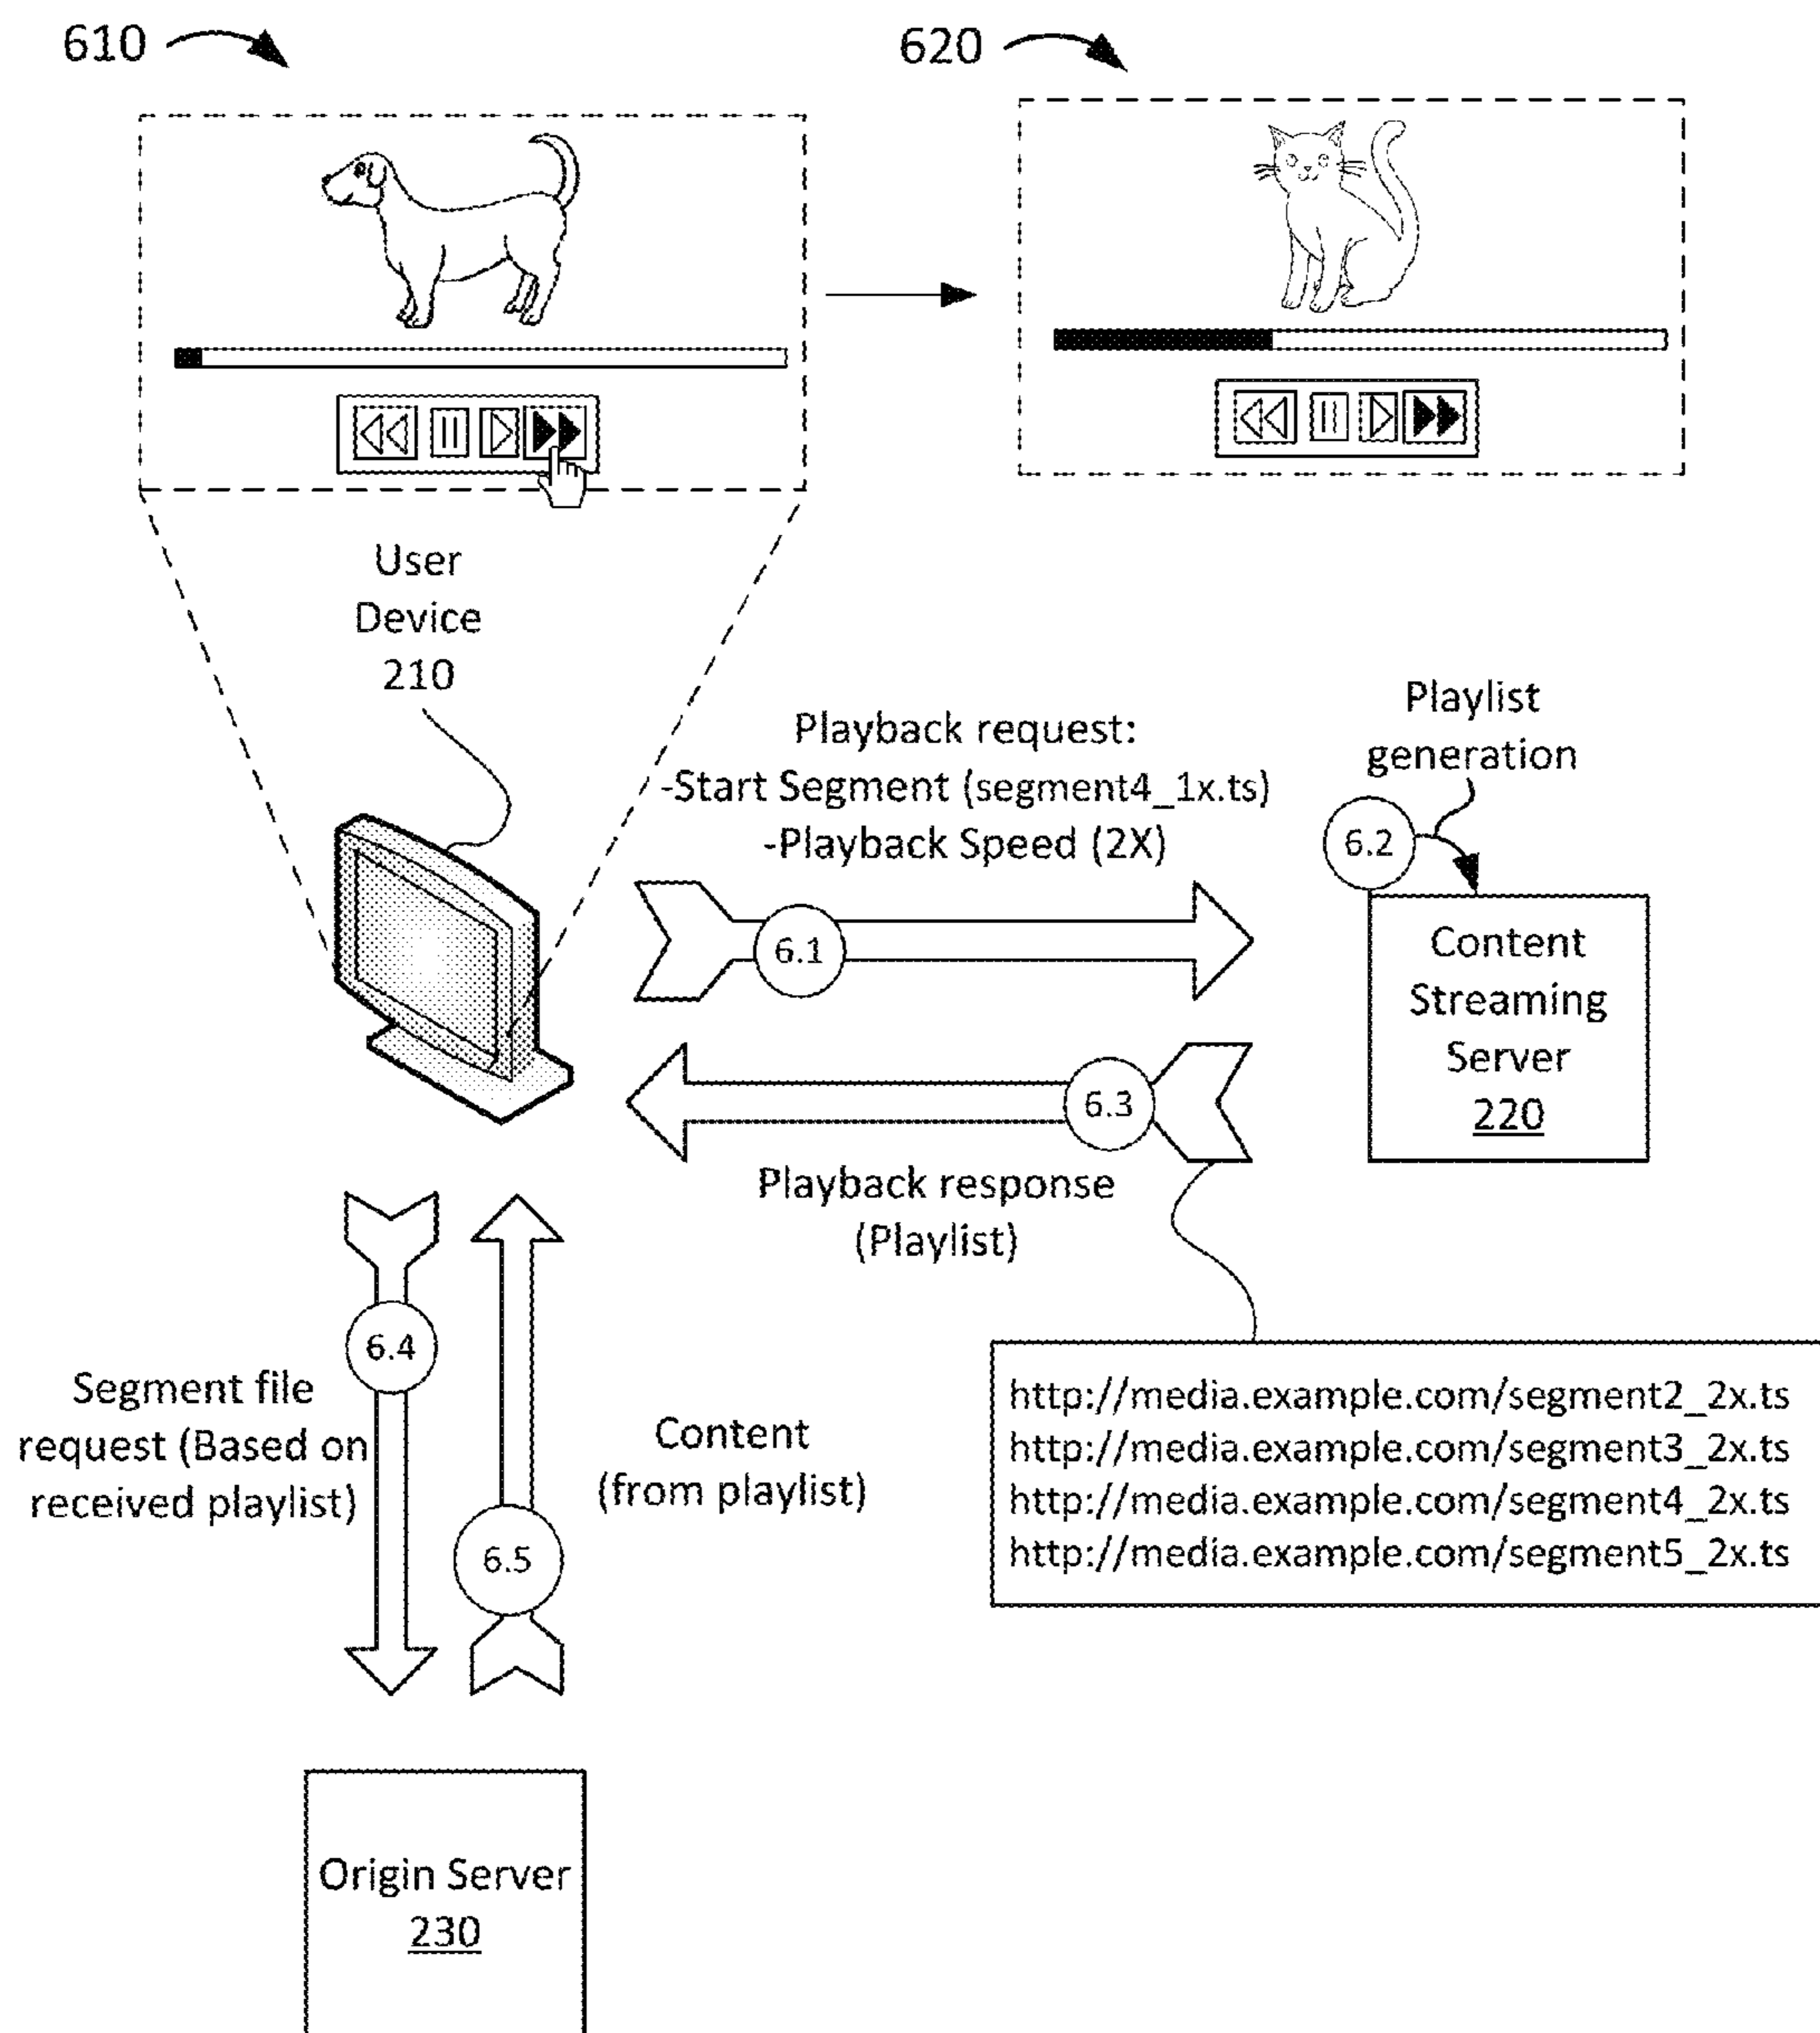 610
620
User
Device
210
Playback request:
-Start Segment (segment4_1x.ts)
-Playback Speed (2X)
Playlist
generation
6.2
6.1
Content
Streaming
Server
220
6.3
Playback response
(Playlist)
6.4
Segment file
request (Based on
received playlist)
Content
(from playlist)
6.5
http://media.example.com/segment2_2x.ts
http://media.example.com/segment3_2x.ts
http://media.example.com/segment4_2x.ts
http://media.example.com/segment5_2x.ts
Origin Server
230